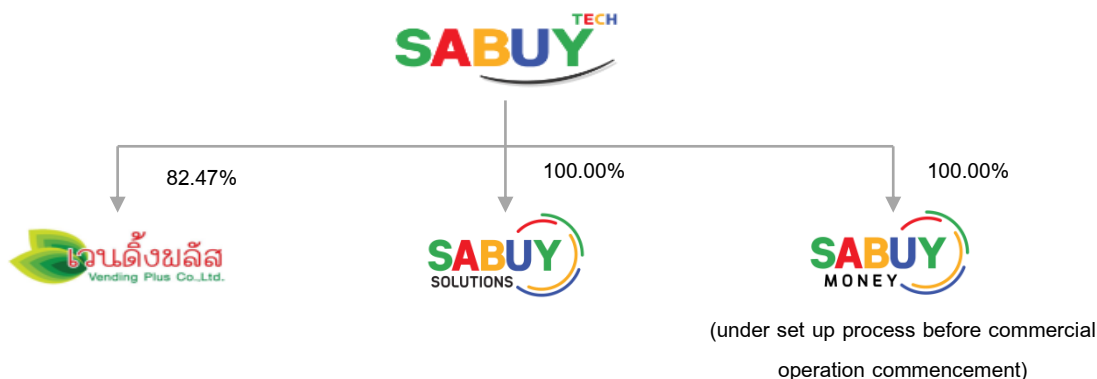 SABUY TECH
82.47%
100.00%
100.00%
เวนดิ้งพลัส
Vending Plus Co.,Ltd.
SABUY
SOLUTIONS
SABUY
MONEY
(under set up process before commercial
operation commencement)